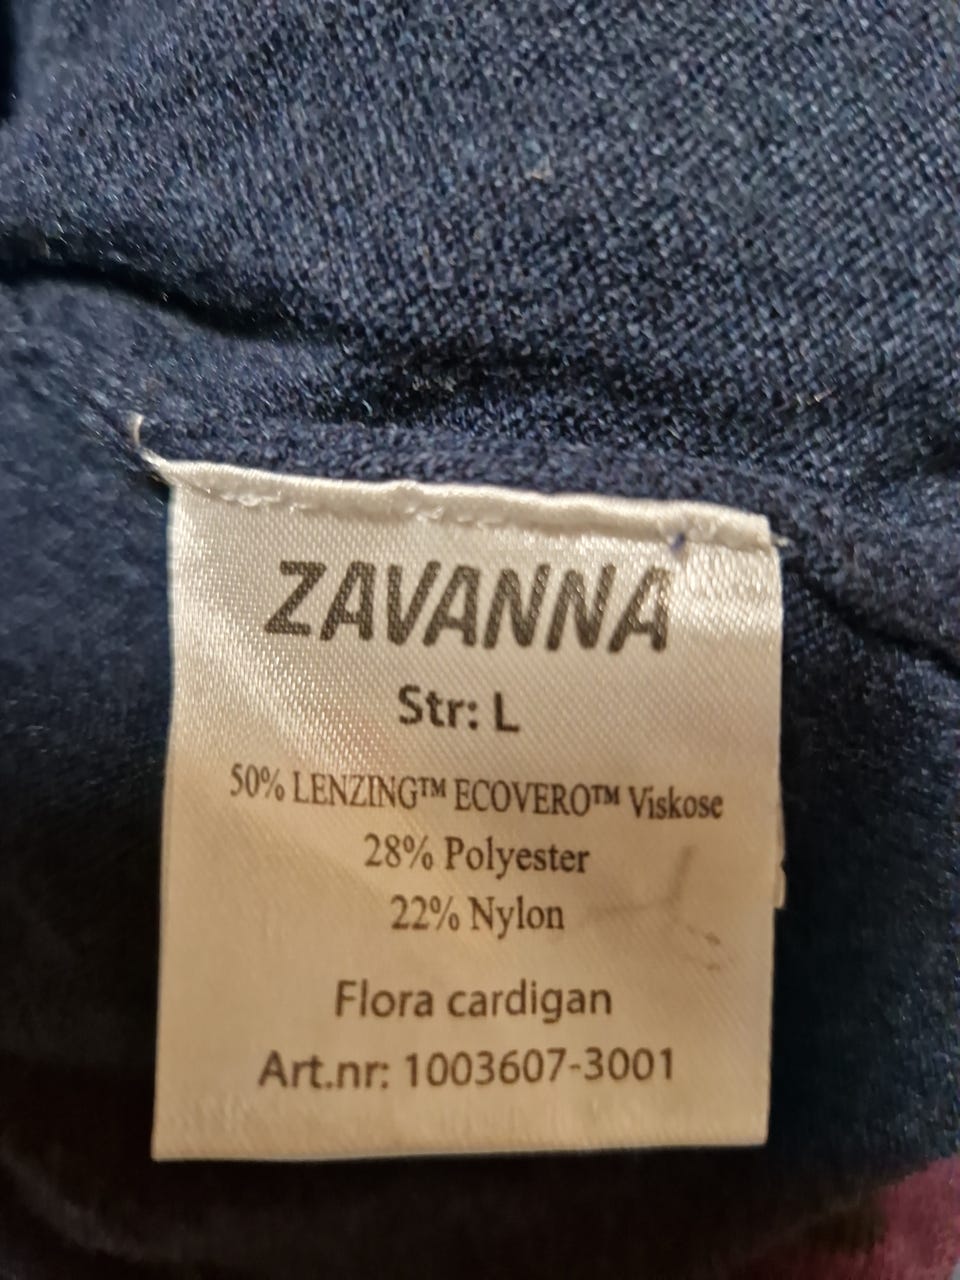 ZAVANNA
Str: L
50% LENZING™ ECOVERO™ Viskose
28% Polyester
22% Nylon
Flora cardigan
Art.nr: 1003607-3001